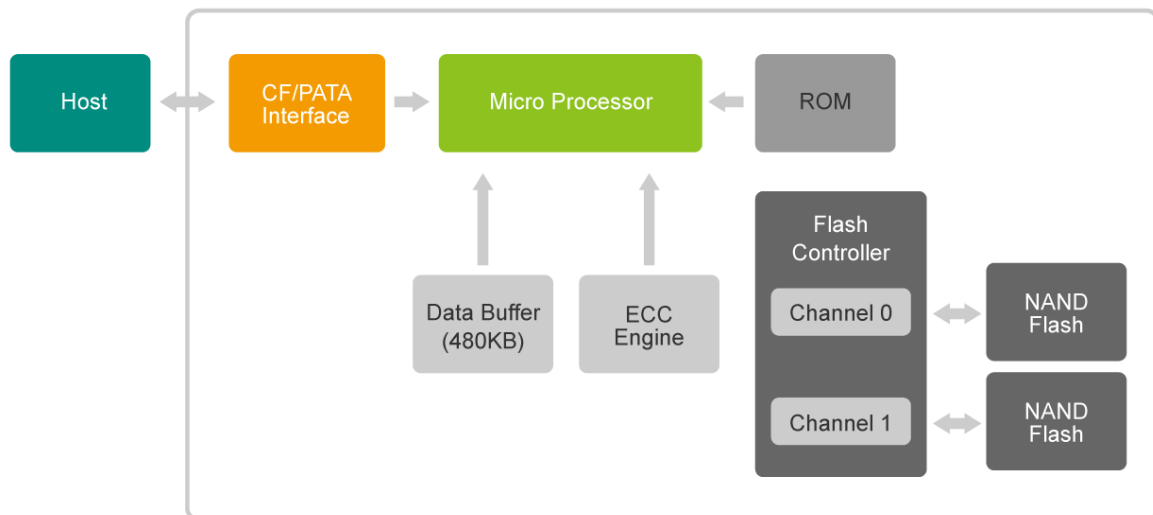 Host
CF/PATA
Interface
Micro Processor
ROM
Flash
Controller
Data Buffer
(480KB)
ECC
Engine
Channel 0
NAND
Flash
Channel 1
NAND
Flash